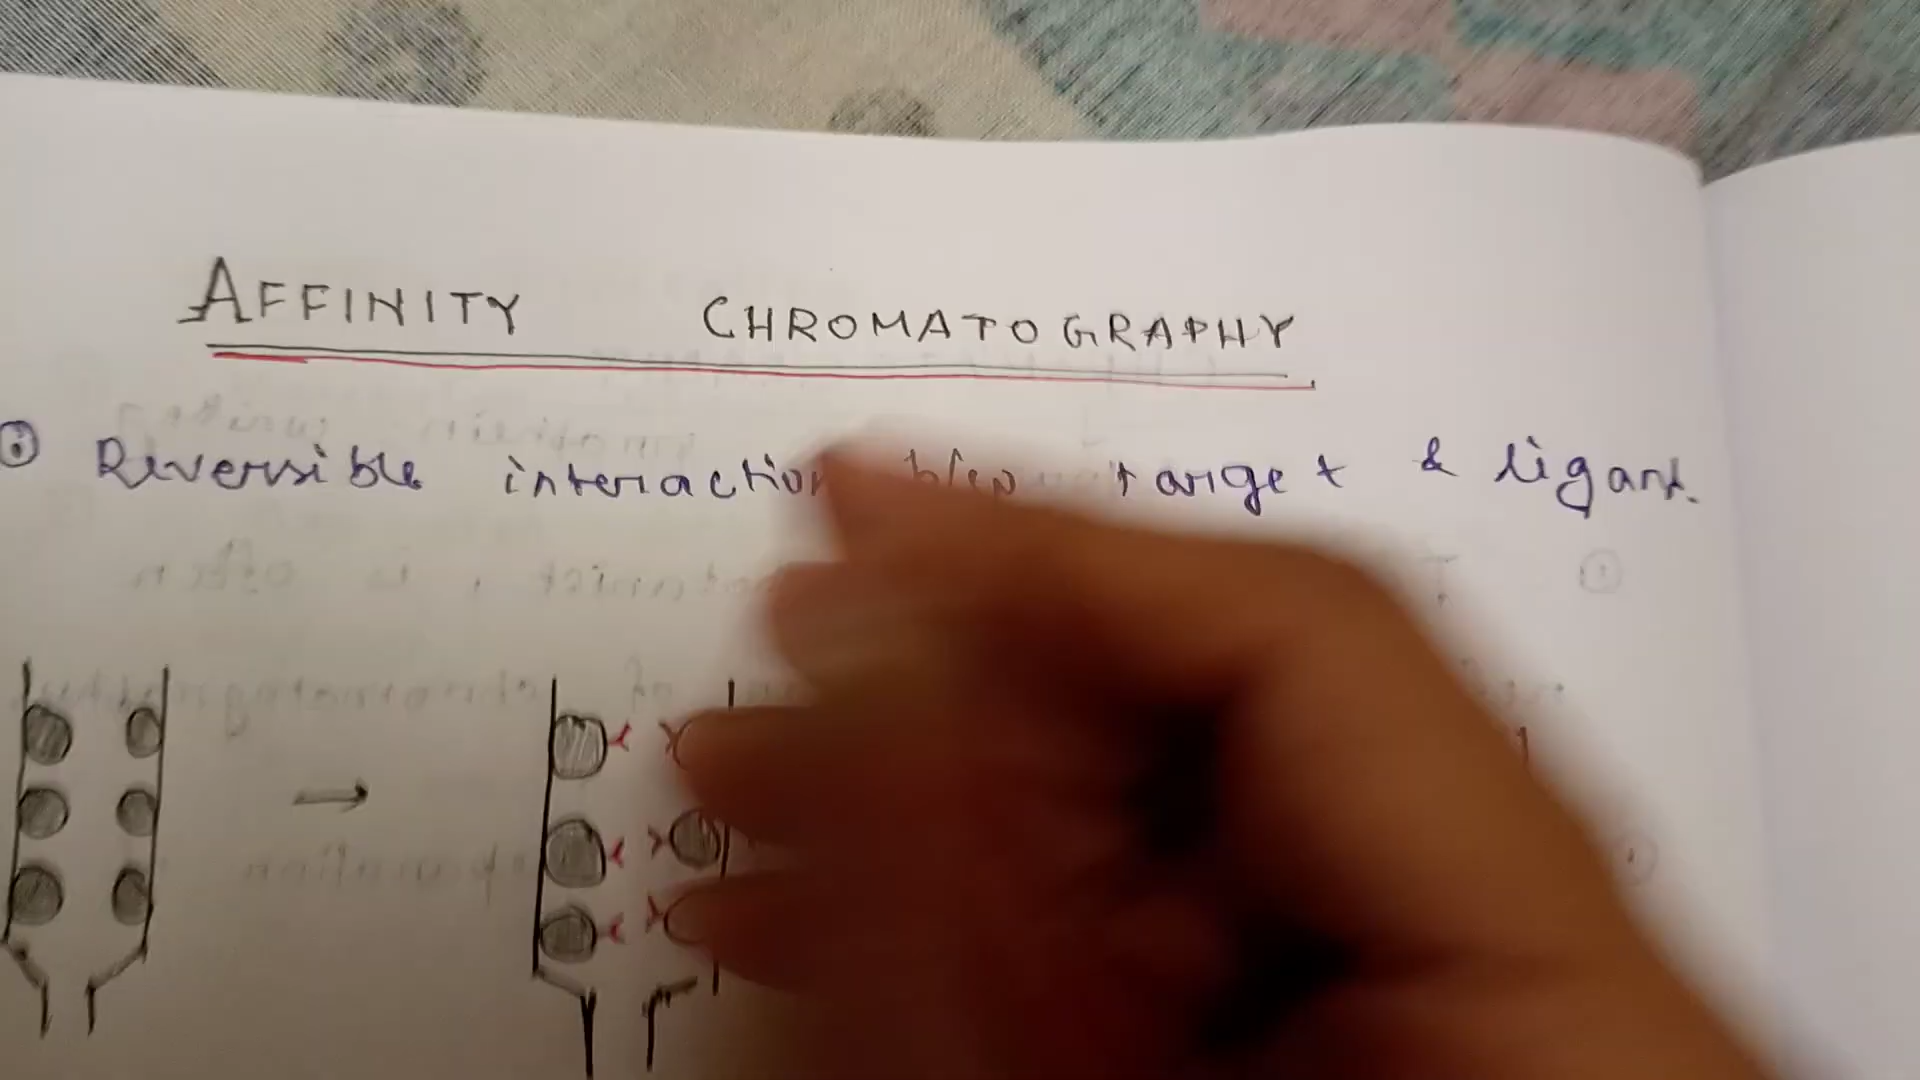 AFFINITY CHROMATOGRAPHY
Reversible interaction b/w target & ligand.